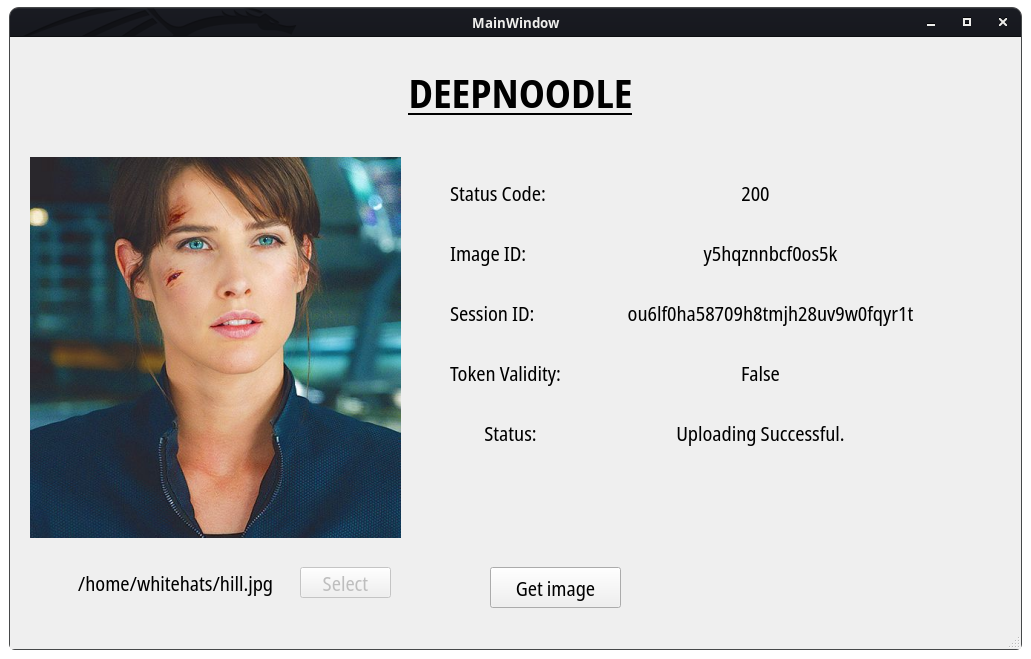 MainWindow
DEEPNOODLE
Status Code: 200
Image ID: y5hqznnbcf0os5k
Session ID: ou6lf0ha58709h8tmjh28uv9w0fqyr1t
Token Validity: False
Status: Uploading Successful.
/home/whitehats/hill.jpg Select Get image